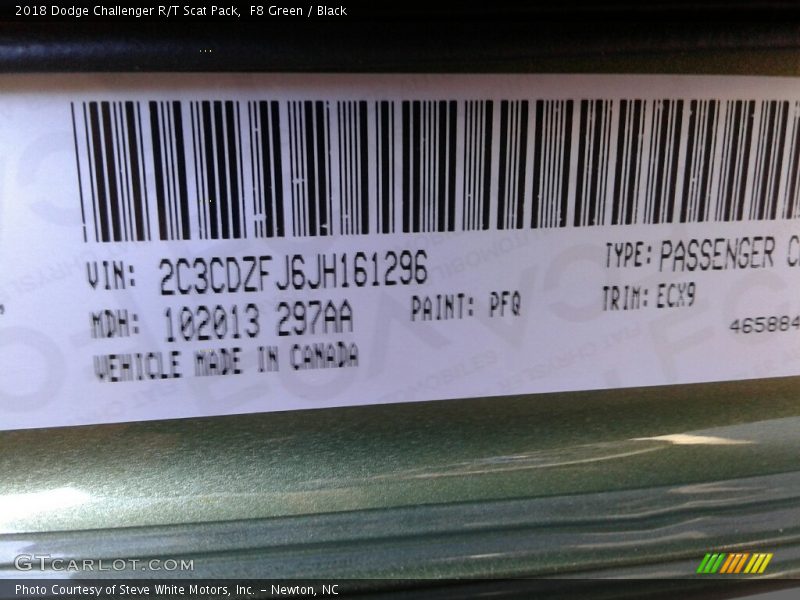 2018 Dodge Challenger R/T Scat Pack, F8 Green / Black
VIN: 2C3CDZFJ6JH161296 TYPE: PASSENGER
MDH: 102013 297AA PAINT: PFQ TRIM: ECX9
VEHICLE MADE IN CANADA 465884
GTCARLOT.COM
Photo Courtesy of Steve White Motors, Inc. – Newton, NC